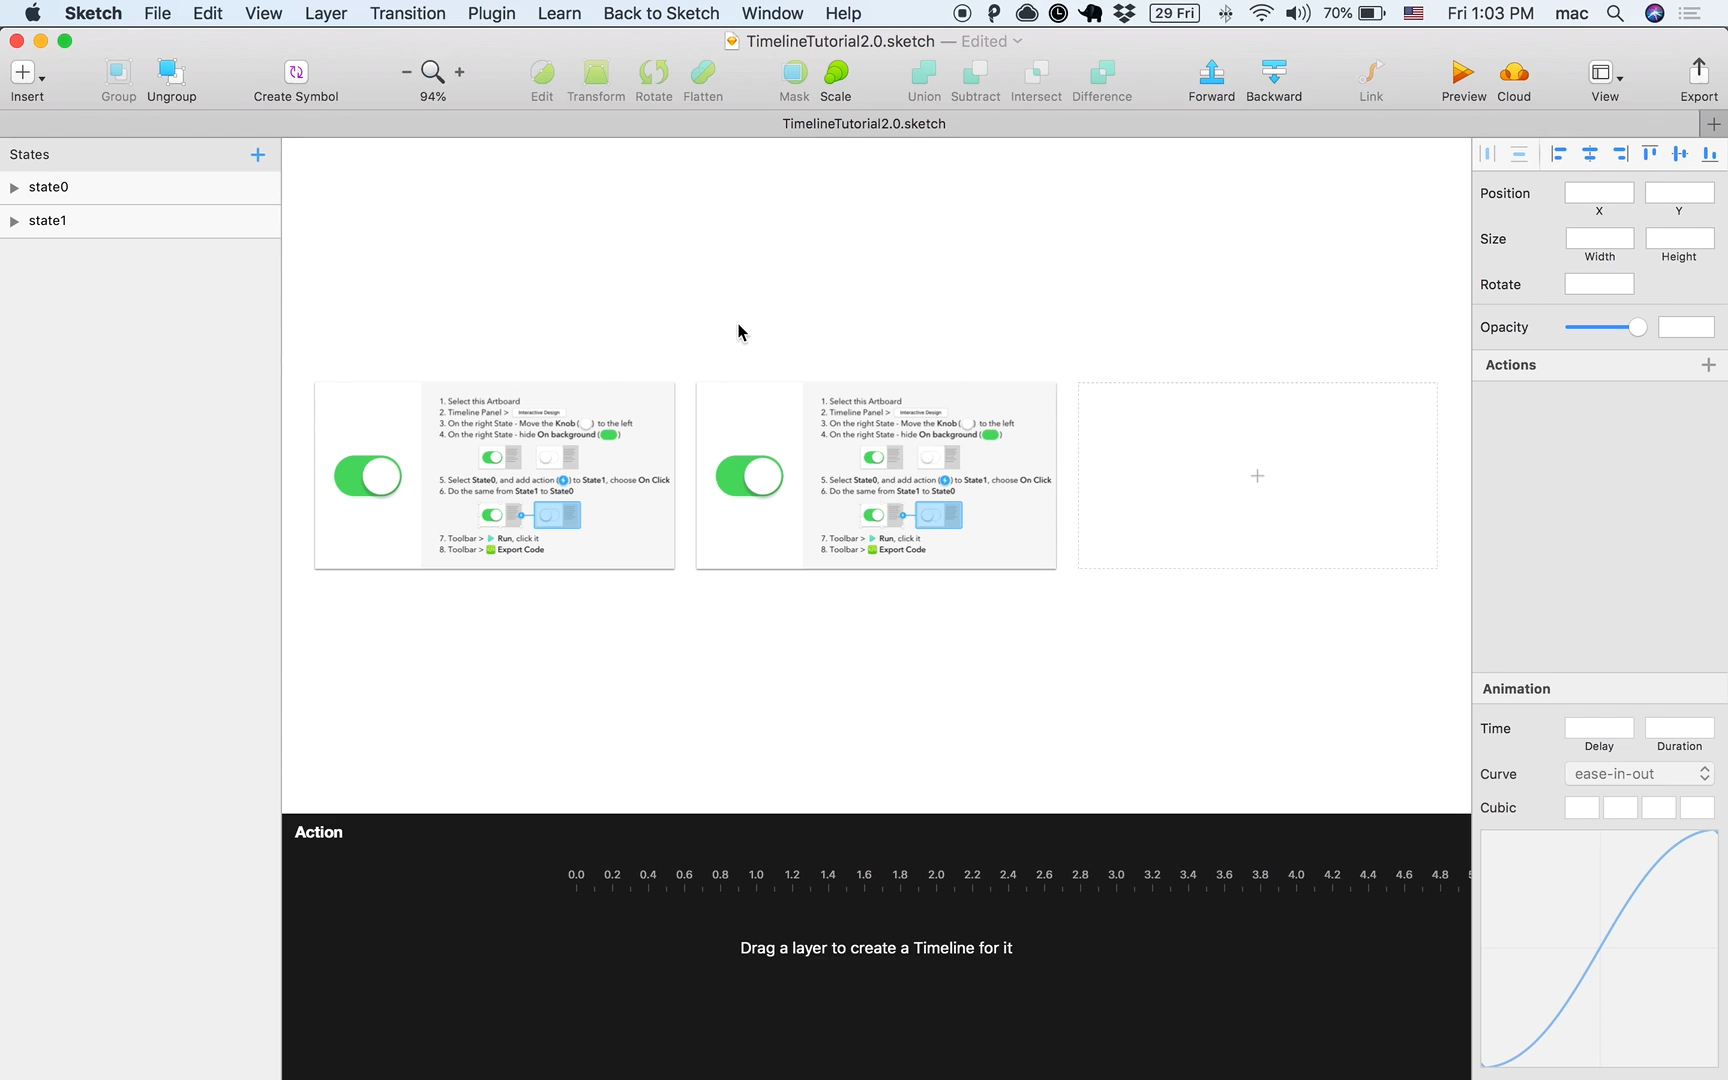 Sketch File Edit View Layer Transition Plugin Learn Back to Sketch Window Help 29 Fri 70% Fri 1:03 PM mac
TimelineTutorial2.0.sketch — Edited
Insert Group Ungroup Create Symbol 94% Edit Transform Rotate Flatten Mask Scale Union Subtract Intersect Difference Forward Backward Link Preview Cloud View Export
TimelineTutorial2.0.sketch
States
state0
state1
1. Select this Artboard
2. Timeline Panel > Interactive Design
3. On the right State - Move the Knob ( ) to the left
4. On the right State - hide On background ( )
5. Select State0, and add action ( ) to State1, choose On Click
6. Do the same from State1 to State0
7. Toolbar > Run, click it
8. Toolbar > Export Code
1. Select this Artboard
2. Timeline Panel > Interactive Design
3. On the right State - Move the Knob ( ) to the left
4. On the right State - hide On background ( )
5. Select State0, and add action ( ) to State1, choose On Click
6. Do the same from State1 to State0
7. Toolbar > Run, click it
8. Toolbar > Export Code
Position
X Y
Size
Width Height
Rotate
Opacity
Actions
Animation
Time
Delay Duration
Curve ease-in-out
Cubic
Action
0.0 0.2 0.4 0.6 0.8 1.0 1.2 1.4 1.6 1.8 2.0 2.2 2.4 2.6 2.8 3.0 3.2 3.4 3.6 3.8 4.0 4.2 4.4 4.6 4.8
Drag a layer to create a Timeline for it